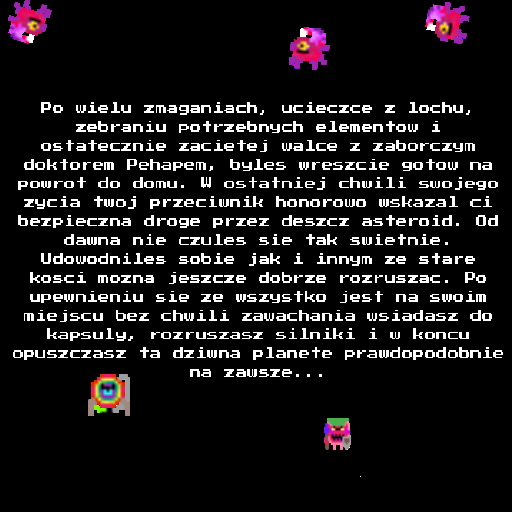 Po wielu zmaganiach, ucieczce z lochu,
zebraniu potrzebnych elementow i
ostatecznie zacietej walce z zaborczym
doktorem Pehapem, byles wreszcie gotow na
powrot do domu. W ostatniej chwili swojego
zycia twoj przeciwnik honorowo wskazal ci
bezpieczna droge przez deszcz asteroid. Od
dawna nie czules sie tak swietnie.
Udowodniles sobie jak i innym ze stare
kosci mozna jeszcze dobrze rozruszac. Po
upewnieniu sie ze wszystko jest na swoim
miejscu bez chwili zawachania wsiadasz do
kapsuly, rozruszasz silniki i w koncu
opuszczasz ta dziwna planete prawdopodobnie
na zawsze...